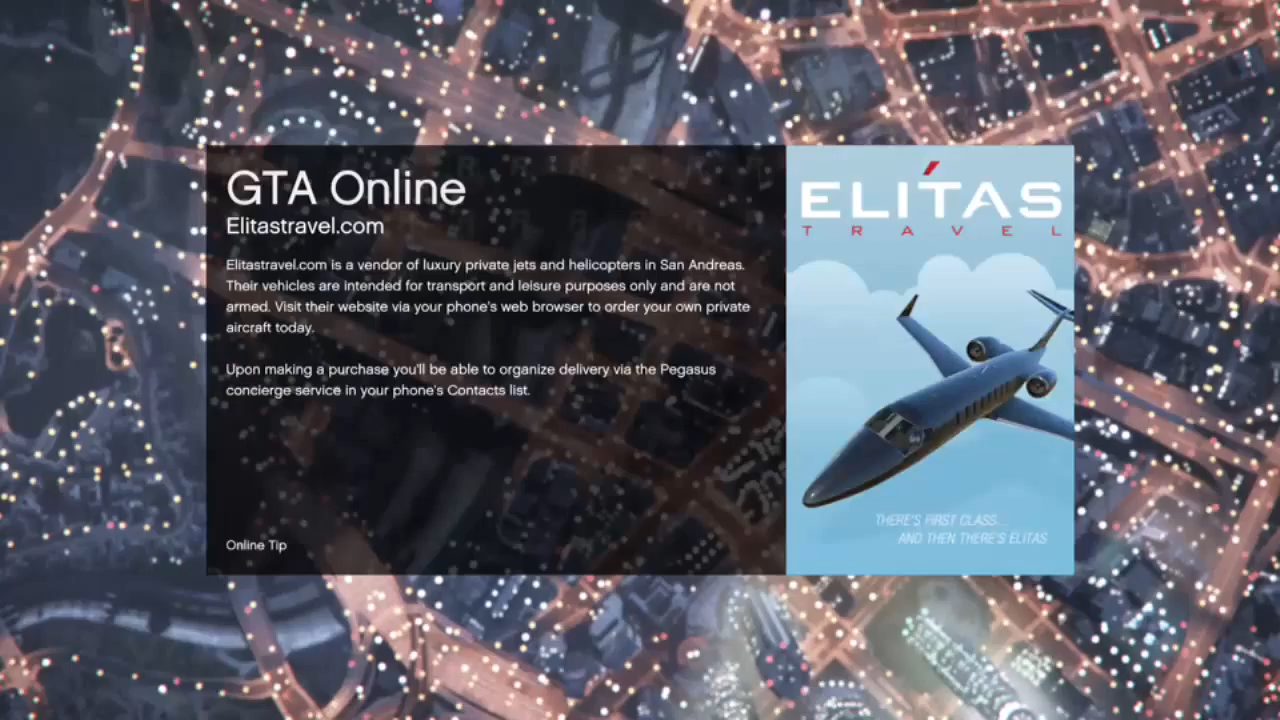 GTA Online
Elitastravel.com
Elitastravel.com is a vendor of luxury private jets and helicopters in San Andreas.
Their vehicles are intended for transport and leisure purposes only and are not
armed. Visit their website via your phone's web browser to order your own private
aircraft today.
Upon making a purchase you'll be able to organize delivery via the Pegasus
concierge service in your phone's Contacts list.
Online Tip
ELÍTAS
TRAVEL
THERE'S FIRST CLASS...
AND THEN THERE'S ELÍTAS